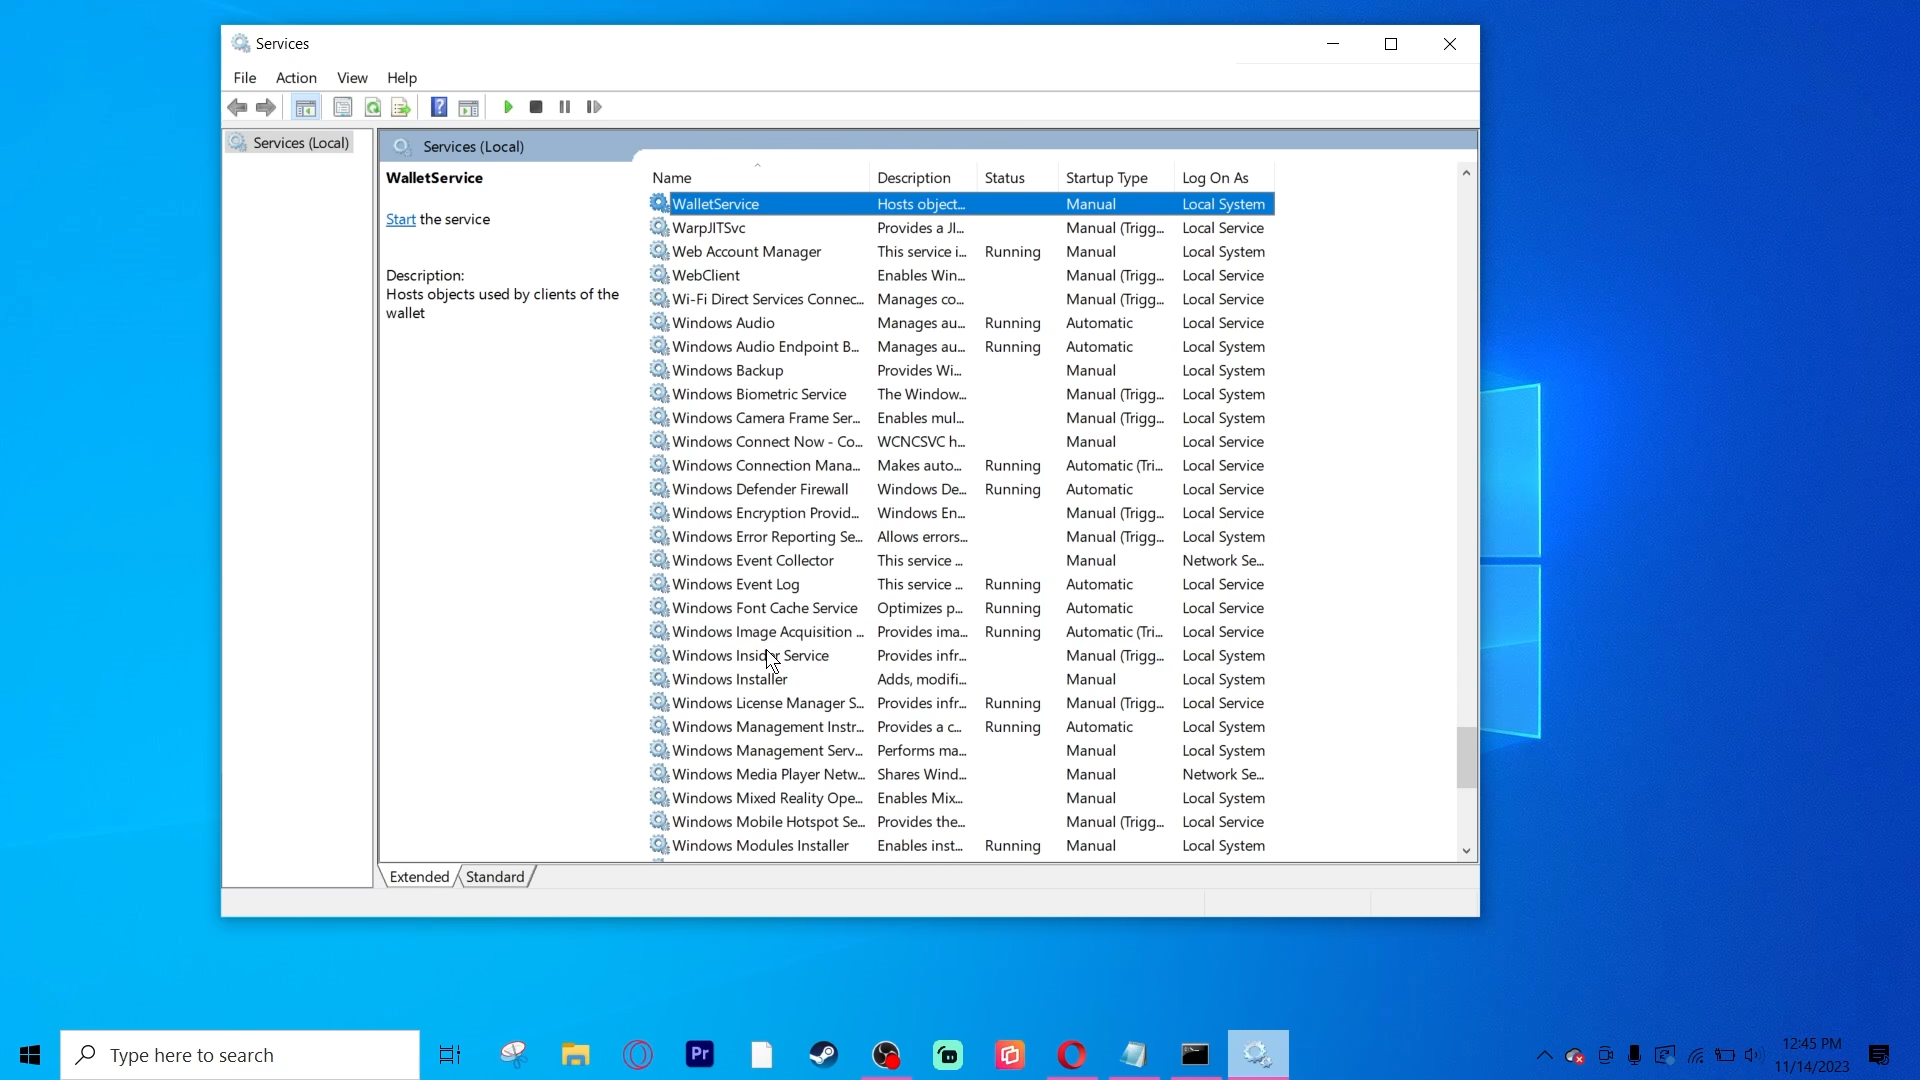 Services
File Action View Help
Services (Local)
Services (Local)
WalletService
Start the service
Description:
Hosts objects used by clients of the
wallet
Name Description Status Startup Type Log On As
WalletService Hosts object... Manual Local System
WarpJITSvc Provides a JI... Manual (Trigg... Local Service
Web Account Manager This service i... Running Manual Local System
WebClient Enables Win... Manual (Trigg... Local Service
Wi-Fi Direct Services Connec... Manages co... Manual (Trigg... Local Service
Windows Audio Manages au... Running Automatic Local Service
Windows Audio Endpoint B... Manages au... Running Automatic Local System
Windows Backup Provides Wi... Manual Local System
Windows Biometric Service The Window... Manual (Trigg... Local System
Windows Camera Frame Ser... Enables mul... Manual (Trigg... Local System
Windows Connect Now - Co... WCNCSVC h... Manual Local Service
Windows Connection Mana... Makes auto... Running Automatic (Tri... Local Service
Windows Defender Firewall Windows De... Running Automatic Local Service
Windows Encryption Provid... Windows En... Manual (Trigg... Local Service
Windows Error Reporting Se... Allows errors... Manual (Trigg... Local System
Windows Event Collector This service ... Manual Network Se...
Windows Event Log This service ... Running Automatic Local Service
Windows Font Cache Service Optimizes p... Running Automatic Local Service
Windows Image Acquisition ... Provides ima... Running Automatic (Tri... Local Service
Windows Insider Service Provides infr... Manual (Trigg... Local System
Windows Installer Adds, modifi... Manual Local System
Windows License Manager S... Provides infr... Running Manual (Trigg... Local Service
Windows Management Instr... Provides a c... Running Automatic Local System
Windows Management Serv... Performs ma... Manual Local System
Windows Media Player Netw... Shares Wind... Manual Network Se...
Windows Mixed Reality Ope... Enables Mix... Manual Local System
Windows Mobile Hotspot Se... Provides the... Manual (Trigg... Local Service
Windows Modules Installer Enables inst... Running Manual Local System
Extended Standard
Type here to search
Pr
12:45 PM
11/14/2023